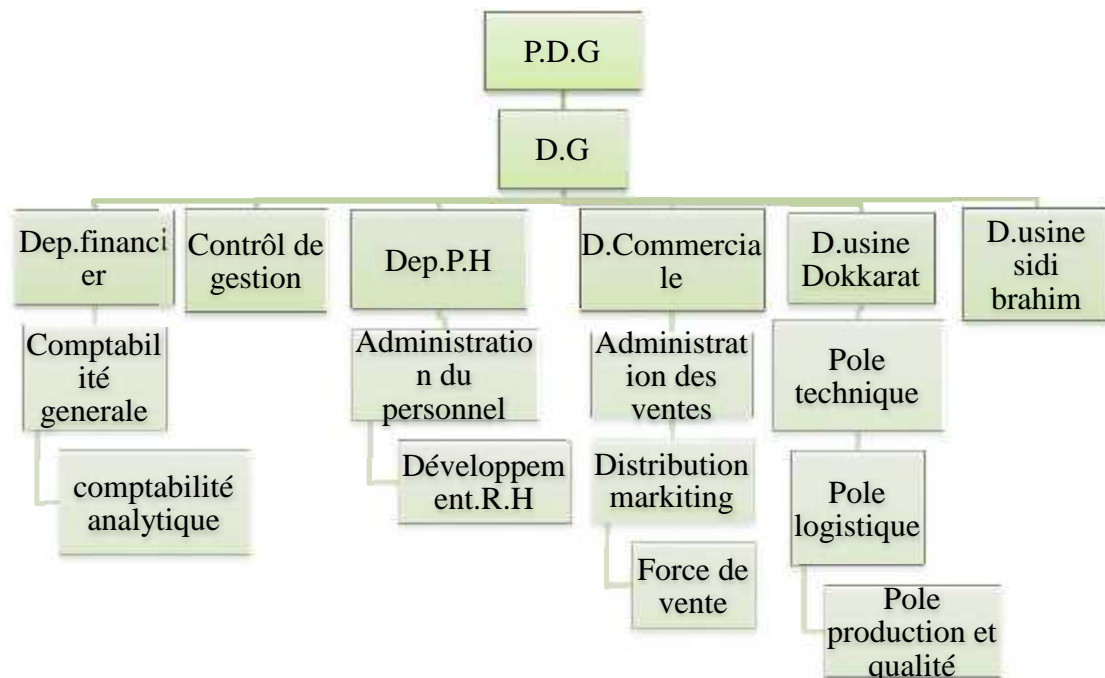 P.D.G
D.G
Dep.financi
er
Contrôl de
gestion
Dep.P.H
D.Commercia
le
D.usine
Dokkarat
D.usine
sidi
brahim
Comptabil
ité
generale
comptabilité
analytique
Administratio
n du
personnel
Développem
ent.R.H
Administrat
ion des
ventes
Distribution
markiting
Force de
vente
Pole
technique
Pole
logistique
Pole
production et
qualité